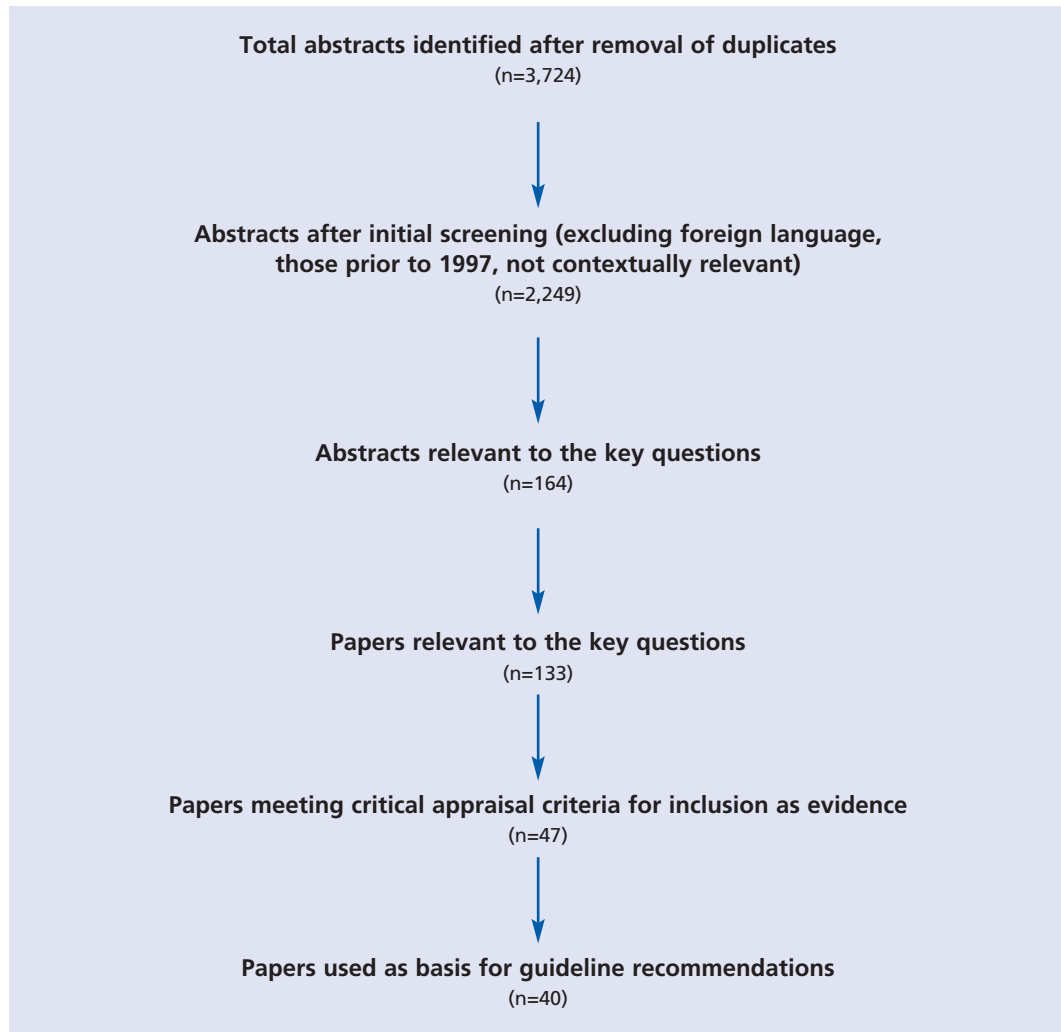 Total abstracts identified after removal of duplicates
(n=3,724)
Abstracts after initial screening (excluding foreign language,
those prior to 1997, not contextually relevant)
(n=2,249)
Abstracts relevant to the key questions
(n=164)
Papers relevant to the key questions
(n=133)
Papers meeting critical appraisal criteria for inclusion as evidence
(n=47)
Papers used as basis for guideline recommendations
(n=40)